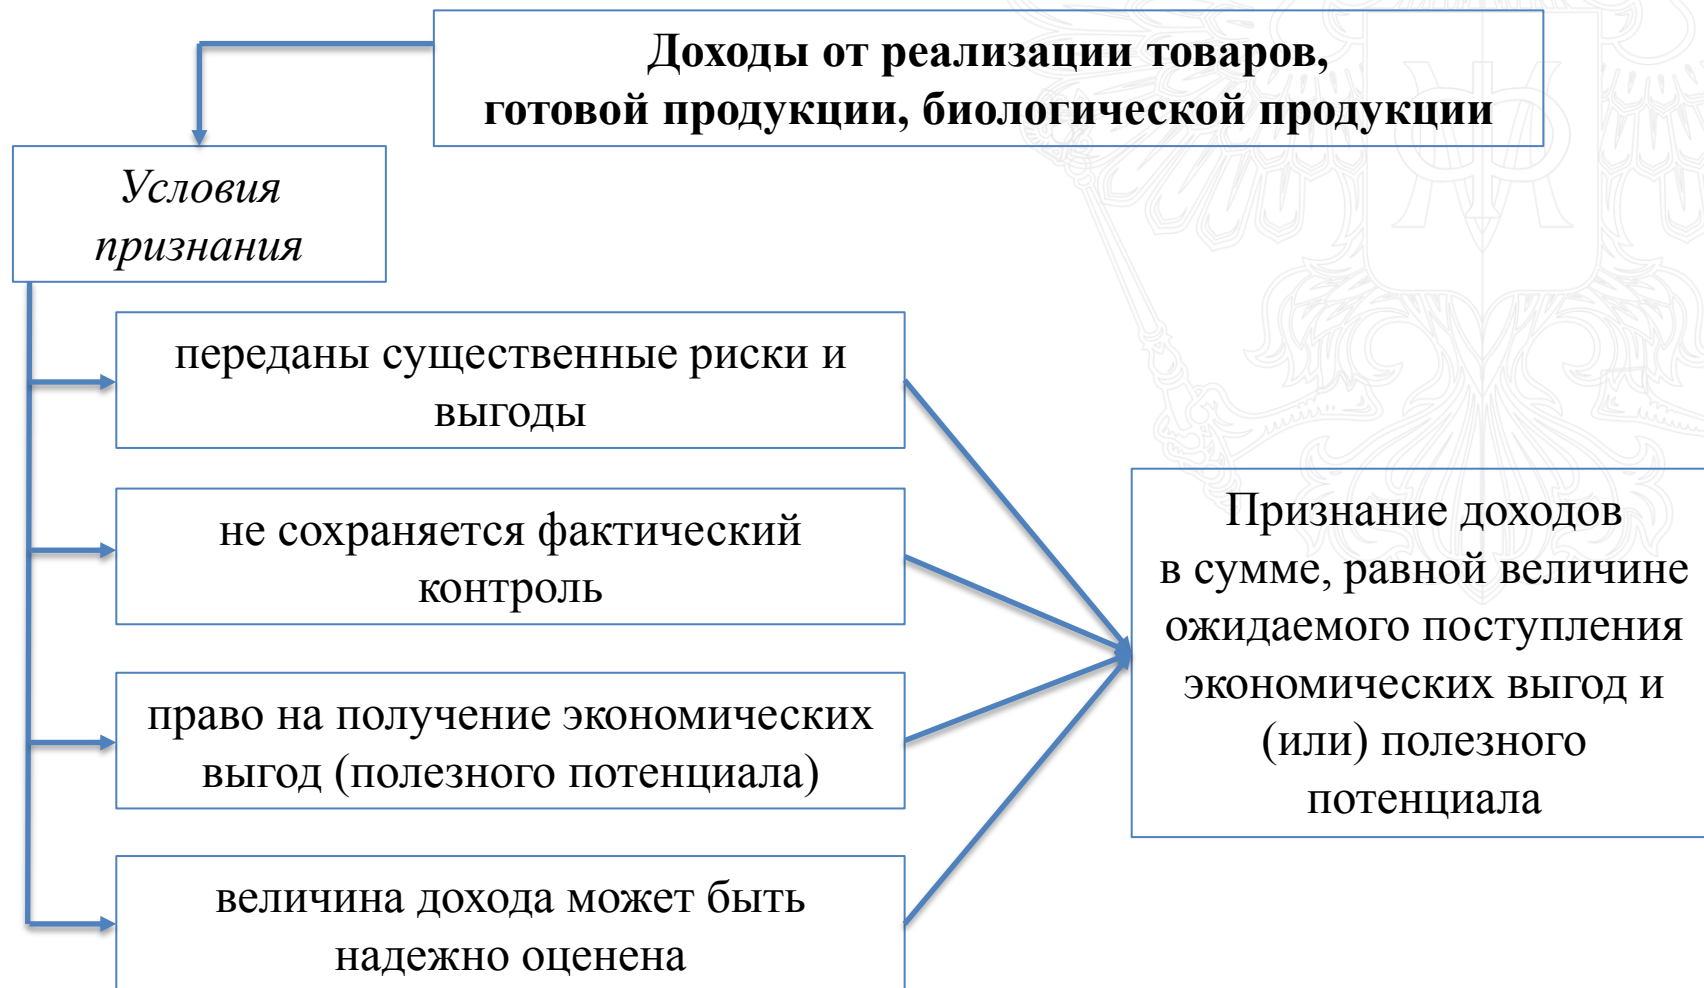 Доходы от реализации товаров,
готовой продукции, биологической продукции
Условия
признания
переданы существенные риски и
выгоды
не сохраняется фактический
контроль
право на получение экономических
выгод (полезного потенциала)
величина дохода может быть
надежно оценена
Признание доходов
в сумме, равной величине
ожидаемого поступления
экономических выгод и
(или) полезного
потенциала